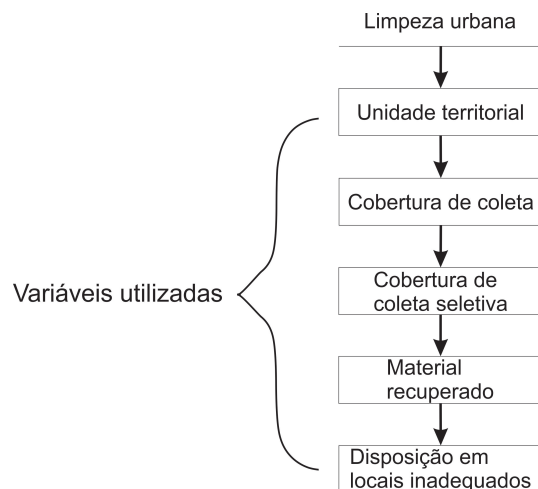 Limpeza urbana
Unidade territorial
Cobertura de coleta
Cobertura de
coleta seletiva
Variáveis utilizadas
Material
recuperado
Disposição em
locais inadequados